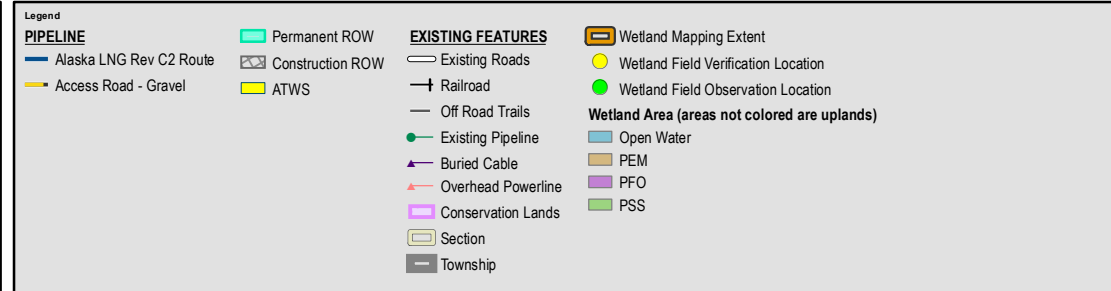 Legend
PIPELINE
Alaska LNG Rev C2 Route
Access Road - Gravel
Permanent ROW
Construction ROW
ATWS
EXISTING FEATURES
Existing Roads
Railroad
Off Road Trails
Existing Pipeline
Buried Cable
Overhead Powerline
Conservation Lands
Section
Township
Wetland Mapping Extent
Wetland Field Verification Location
Wetland Field Observation Location
Wetland Area (areas not colored are uplands)
Open Water
PEM
PFO
PSS